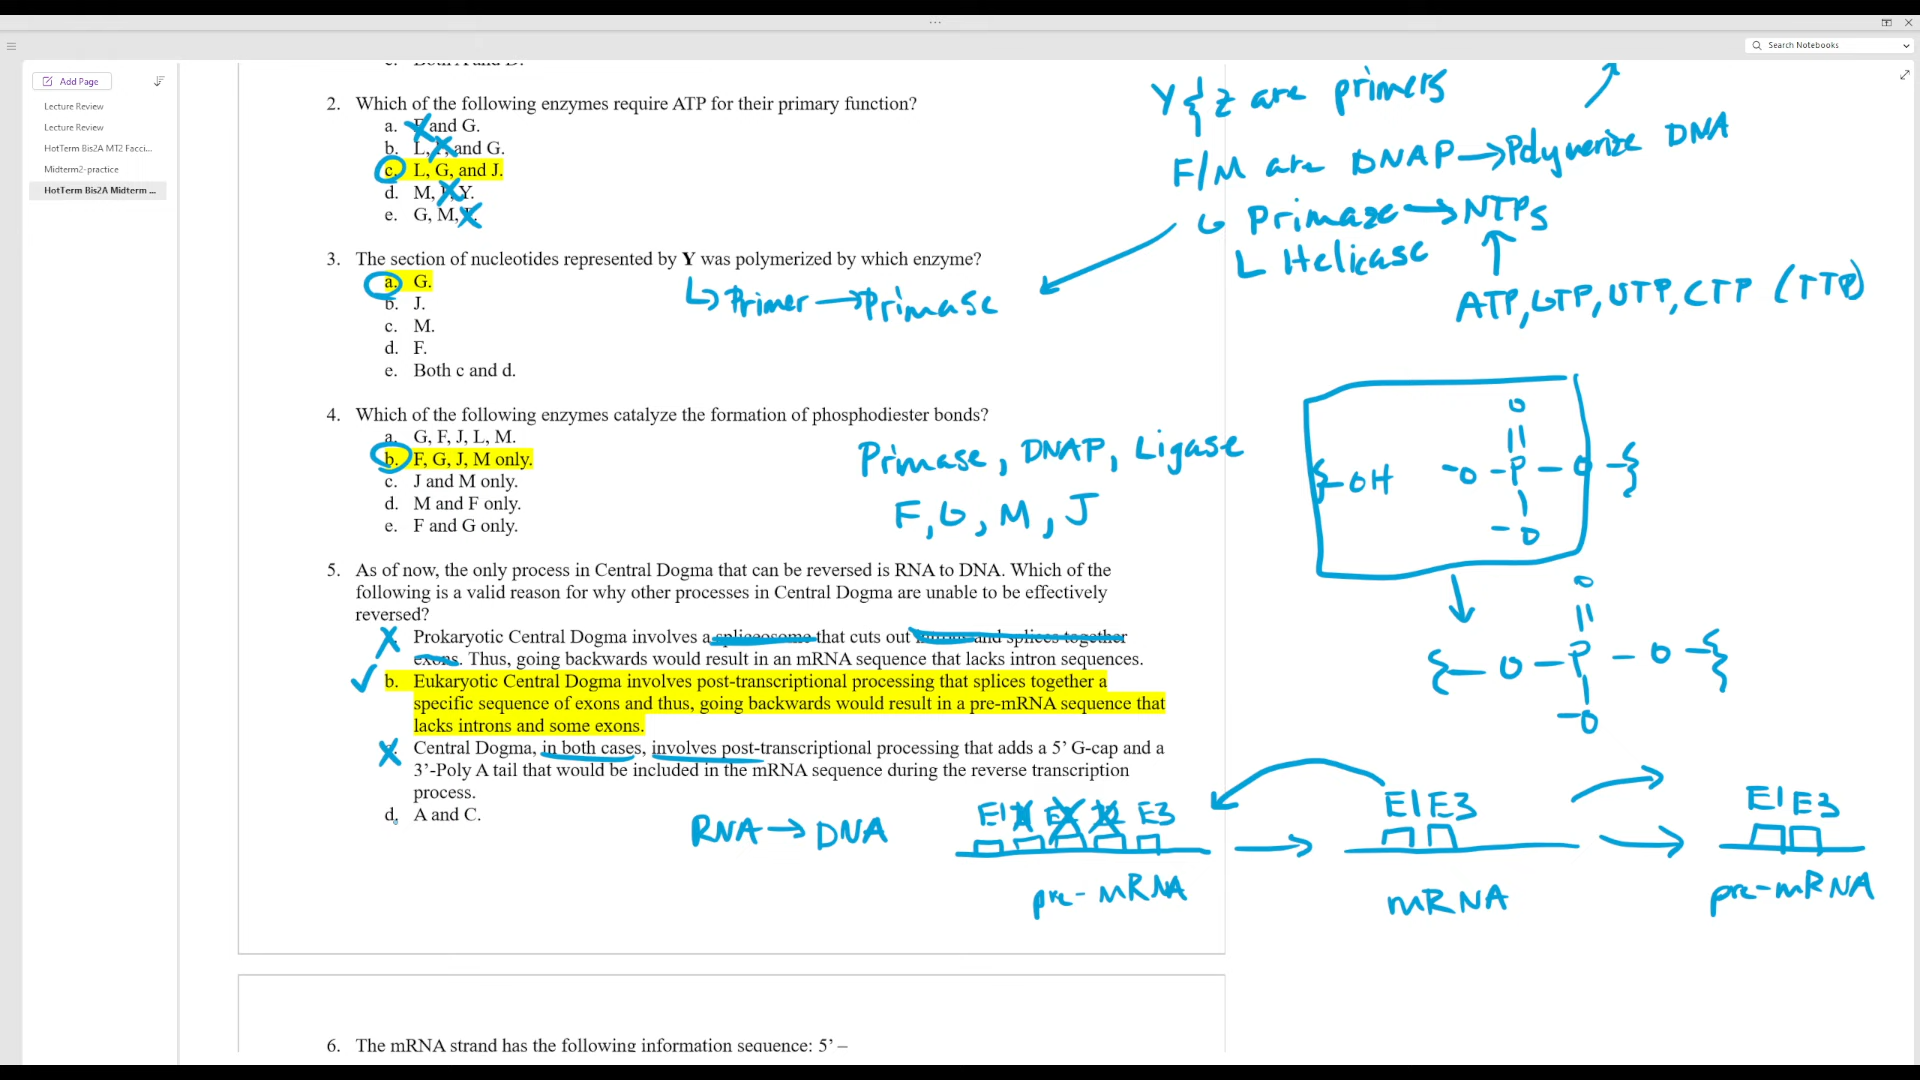 Search Notebooks
Add Page
Lecture Review
Lecture Review
HotTerm Bis2A MT2 Facci...
Midterm2-practice
HotTerm Bis2A Midterm ...
2. Which of the following enzymes require ATP for their primary function?
a. F and G.
b. L, F, and G.
c. L, G, and J.
d. M, Y.
e. G, M,
3. The section of nucleotides represented by Y was polymerized by which enzyme?
a. G.
b. J.
c. M.
d. F.
e. Both c and d.
Primer → Primase
4. Which of the following enzymes catalyze the formation of phosphodiester bonds?
a. G, F, J, L, M.
b. F, G, J, M only.
c. J and M only.
d. M and F only.
e. F and G only.
Primase, DNAP, Ligase
F, G, M, J
5. As of now, the only process in Central Dogma that can be reversed is RNA to DNA. Which of the
following is a valid reason for why other processes in Central Dogma are unable to be effectively
reversed?
Prokaryotic Central Dogma involves a spliceosome that cuts out introns and splices together
exons. Thus, going backwards would result in an mRNA sequence that lacks intron sequences.
b. Eukaryotic Central Dogma involves post-transcriptional processing that splices together a
specific sequence of exons and thus, going backwards would result in a pre-mRNA sequence that
lacks introns and some exons.
c. Central Dogma, in both cases, involves post-transcriptional processing that adds a 5’ G-cap and a
3’-Poly A tail that would be included in the mRNA sequence during the reverse transcription
process.
d. A and C.
RNA → DNA
6. The mRNA strand has the following information sequence: 5’ –
Y & Z are primers
F/M are DNAP → Polymerize DNA
G Primase → NTPs
L Helicase
ATP, GTP, UTP, CTP (TTP)
O
OH -O - P - O
-O
O
O - P - O
-O
E1 E3
pre-mRNA
E1 E3
mRNA
E1 E3
pre-mRNA